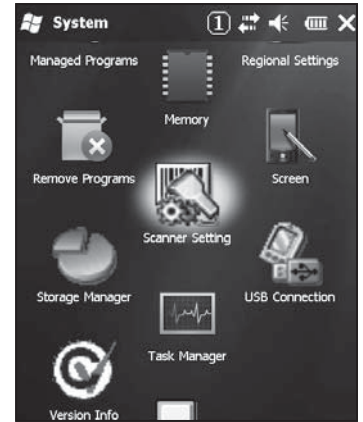 System
1
Managed Programs
Regional Settings
Memory
Remove Programs
Screen
Scanner Setting
Storage Manager
USB Connection
Task Manager
Version Info